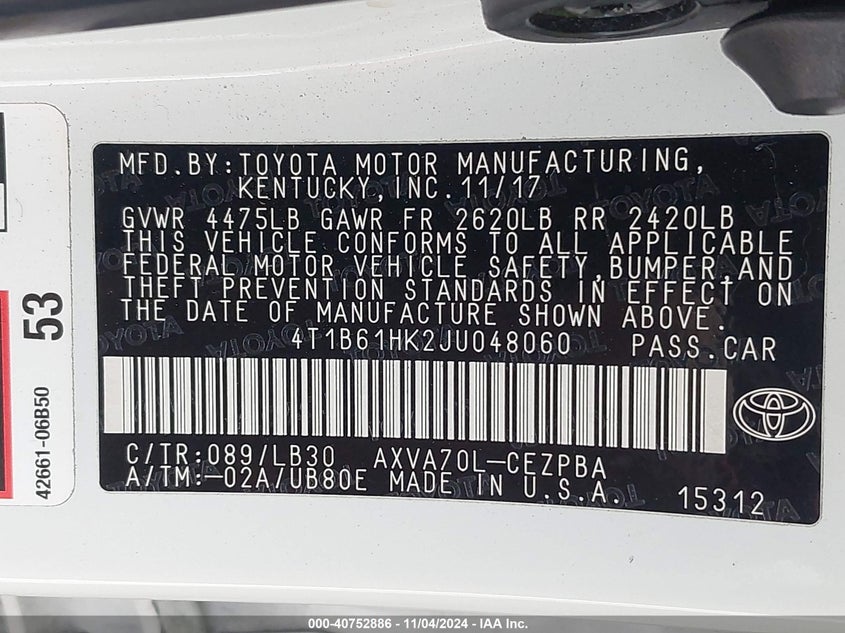 MFD.BY:TOYOTA MOTOR MANUFACTURING,
KENTUCKY,INC. 11/17
GVWR 4475LB GAWR FR 2620LB RR 2420LB
THIS VEHICLE CONFORMS TO ALL APPLICABLE
FEDERAL MOTOR VEHICLE SAFETY,BUMPER,AND
THEFT PREVENTION STANDARDS IN EFFECT ON
THE DATE OF MANUFACTURE SHOWN ABOVE.
4T1B61HK2JU048060 PASS.CAR
C/TR:089/LB30 AXVA70L-CEZPBA
A/TM:-02A/UB80E MADE IN U.S.A. 15312
53
42661-06B50
000-40752886 - 11/04/2024 - IAA Inc.